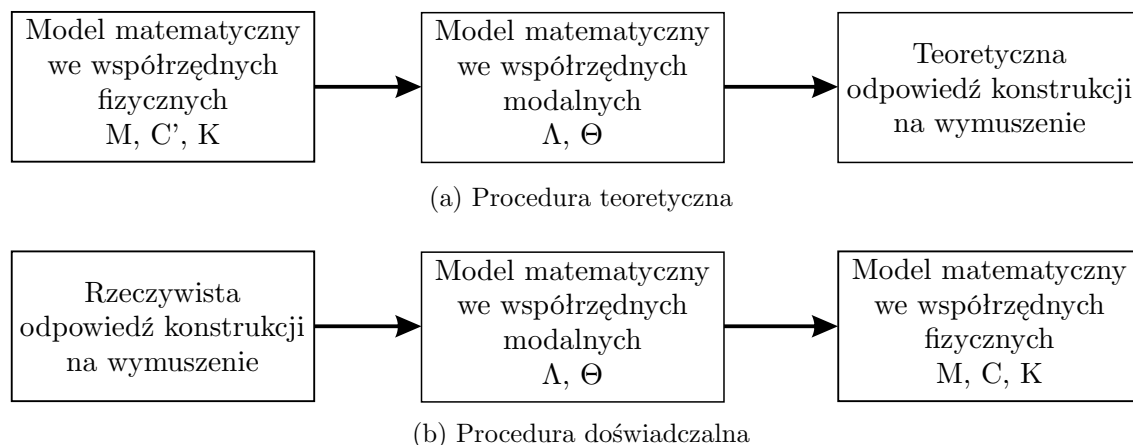 Model matematyczny
we współrzędnych
fizycznych
M, C’, K
Model matematyczny
we współrzędnych
modalnych
Λ, Θ
Teoretyczna
odpowiedź konstrukcji
na wymuszenie
(a) Procedura teoretyczna
Rzeczywista
odpowiedź konstrukcji
na wymuszenie
Model matematyczny
we współrzędnych
modalnych
Λ, Θ
Model matematyczny
we współrzędnych
fizycznych
M, C, K
(b) Procedura doświadczalna